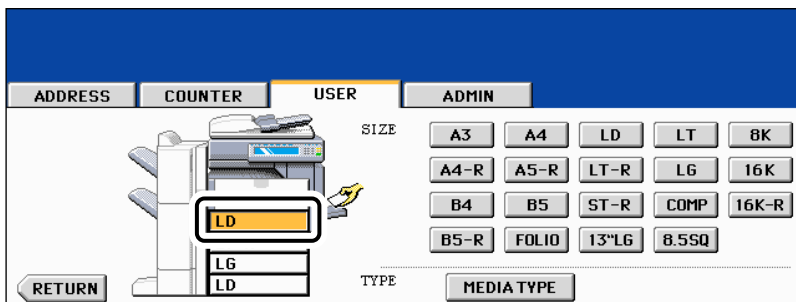 ADDRESS COUNTER USER ADMIN
SIZE A3 A4 LD LT 8K
A4-R A5-R LT-R LG 16K
LD B4 B5 ST-R COMP 16K-R
B5-R FOLIO 13"LG 8.5SQ
LG
RETURN LD TYPE MEDIA TYPE